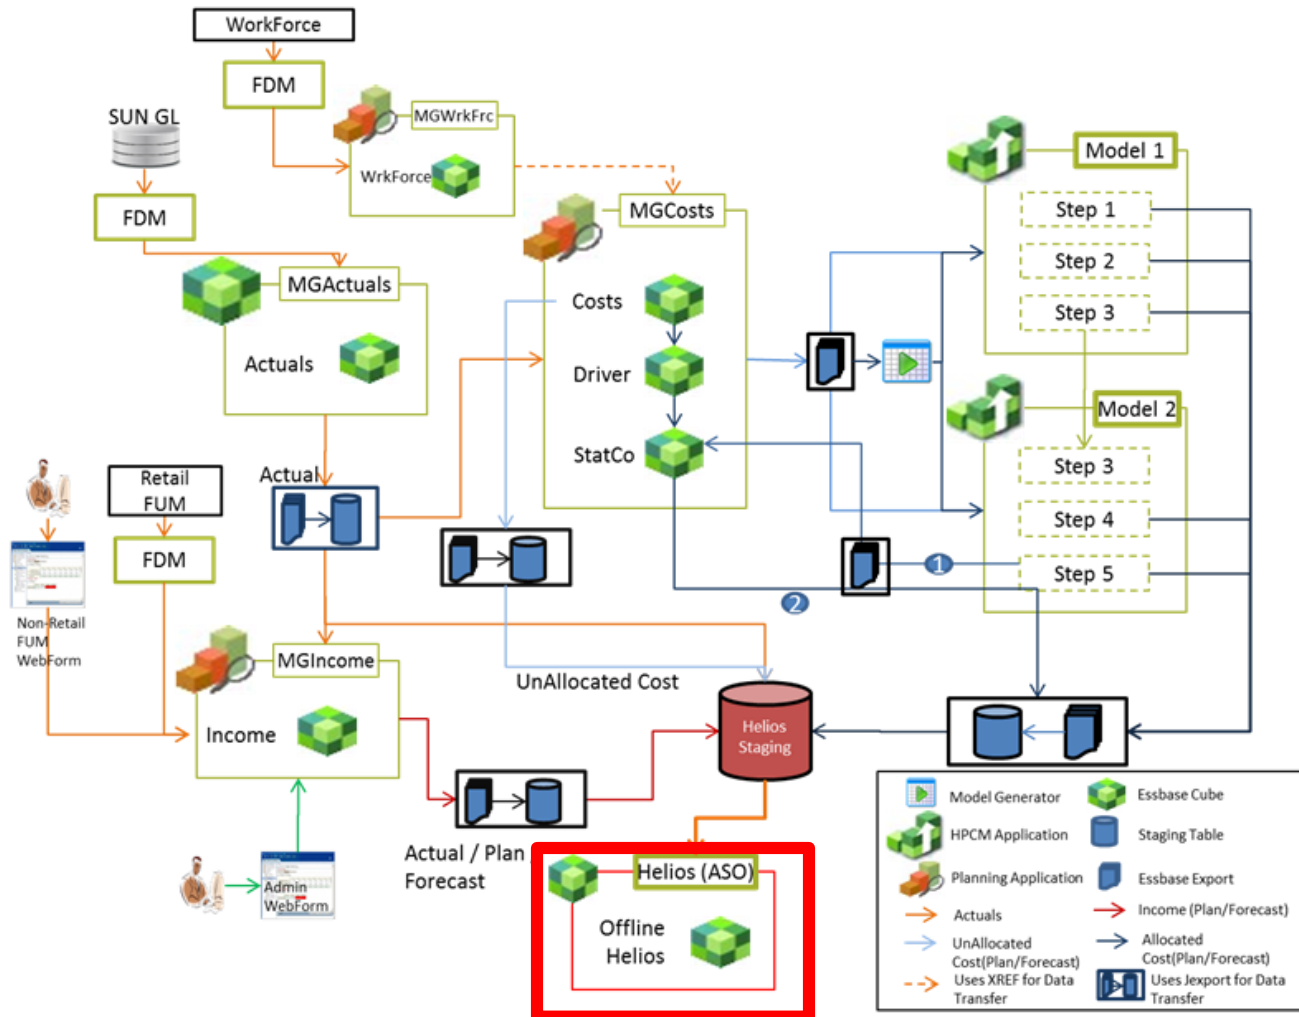 WorkForce
FDM
MGWrkFrc
WrkForce
SUN GL
FDM
MGActuals
Actuals
MGCosts
Costs
Driver
StatCo
Model 1
Step 1
Step 2
Step 3
Model 2
Step 3
Step 4
Step 5
1
2
Actual
Retail
FUM
FDM
Non-Retail
FUM
WebForm
MGIncome
Income
UnAllocated Cost
Helios
Staging
Actual / Plan /
Forecast
Admin
WebForm
Helios (ASO)
Offline
Helios
Model Generator
Essbase Cube
HPCM Application
Staging Table
Planning Application
Essbase Export
Actuals
Income (Plan/Forecast)
UnAllocated
Cost(Plan/Forecast)
Allocated
Cost(Plan/Forecast)
Uses XREF for Data
Transfer
Uses Jexport for Data
Transfer